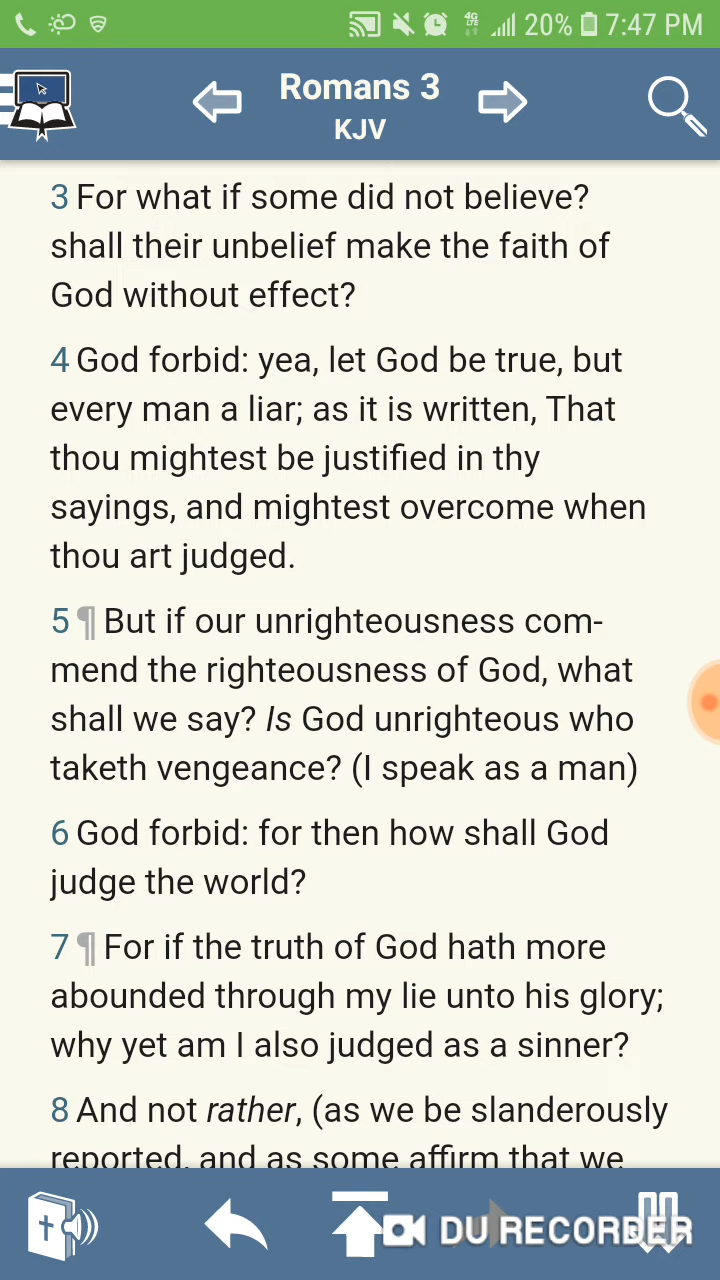 4G
LTE
20%
7:47 PM
Romans 3
KJV
3 For what if some did not believe?
shall their unbelief make the faith of
God without effect?
4 God forbid: yea, let God be true, but
every man a liar; as it is written, That
thou mightest be justified in thy
sayings, and mightest overcome when
thou art judged.
5 ¶ But if our unrighteousness com-
mend the righteousness of God, what
shall we say? Is God unrighteous who
taketh vengeance? (I speak as a man)
6 God forbid: for then how shall God
judge the world?
7 ¶ For if the truth of God hath more
abounded through my lie unto his glory;
why yet am I also judged as a sinner?
8 And not rather, (as we be slanderously
reported, and as some affirm that we
DU RECORDER